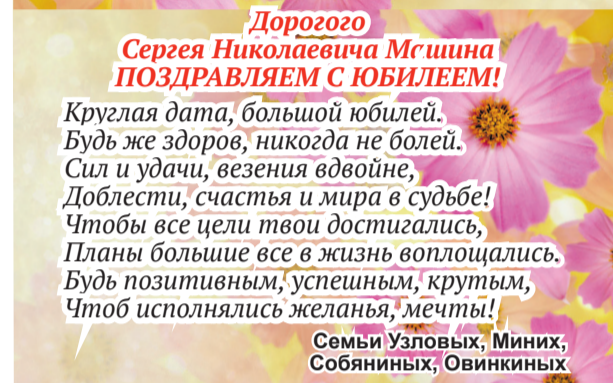 Дорогого
Сергея Николаевича Машина
ПОЗДРАВЛЯЕМ С ЮБИЛЕЕМ!
Круглая дата, большой юбилей.
Будь же здоров, никогда не болей.
Сил и удачи, везения вдвойне,
Доблести, счастья и мира в судьбе!
Чтобы все цели твои достигались,
Планы большие все в жизнь воплощались.
Будь позитивным, успешным, крутым,
Чтоб исполнялись желанья, мечты!
Семьи Узловых, Миних,
Собяниных, Овинкиных